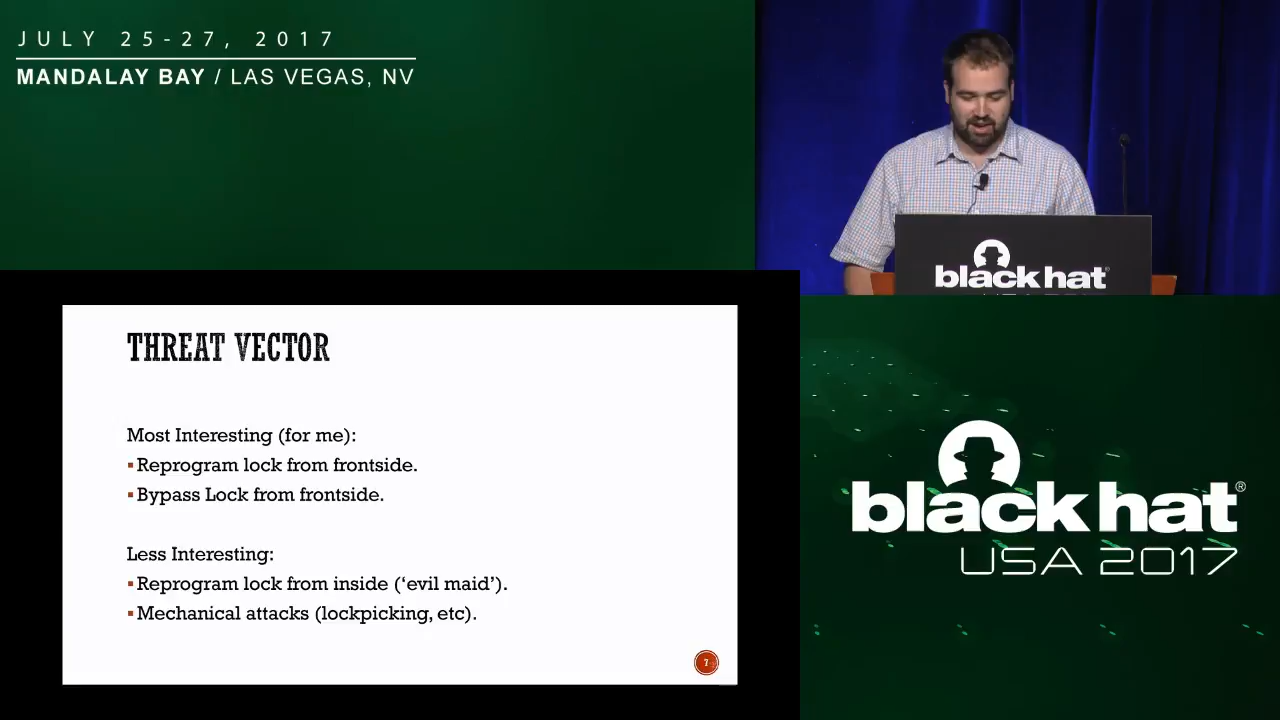 JULY 25-27, 2017
MANDALAY BAY / LAS VEGAS, NV
black hat
THREAT VECTOR
Most Interesting (for me):
▪Reprogram lock from frontside.
▪Bypass Lock from frontside.
Less Interesting:
▪Reprogram lock from inside (‘evil maid’).
▪Mechanical attacks (lockpicking, etc).
7
black hat®
USA 2017